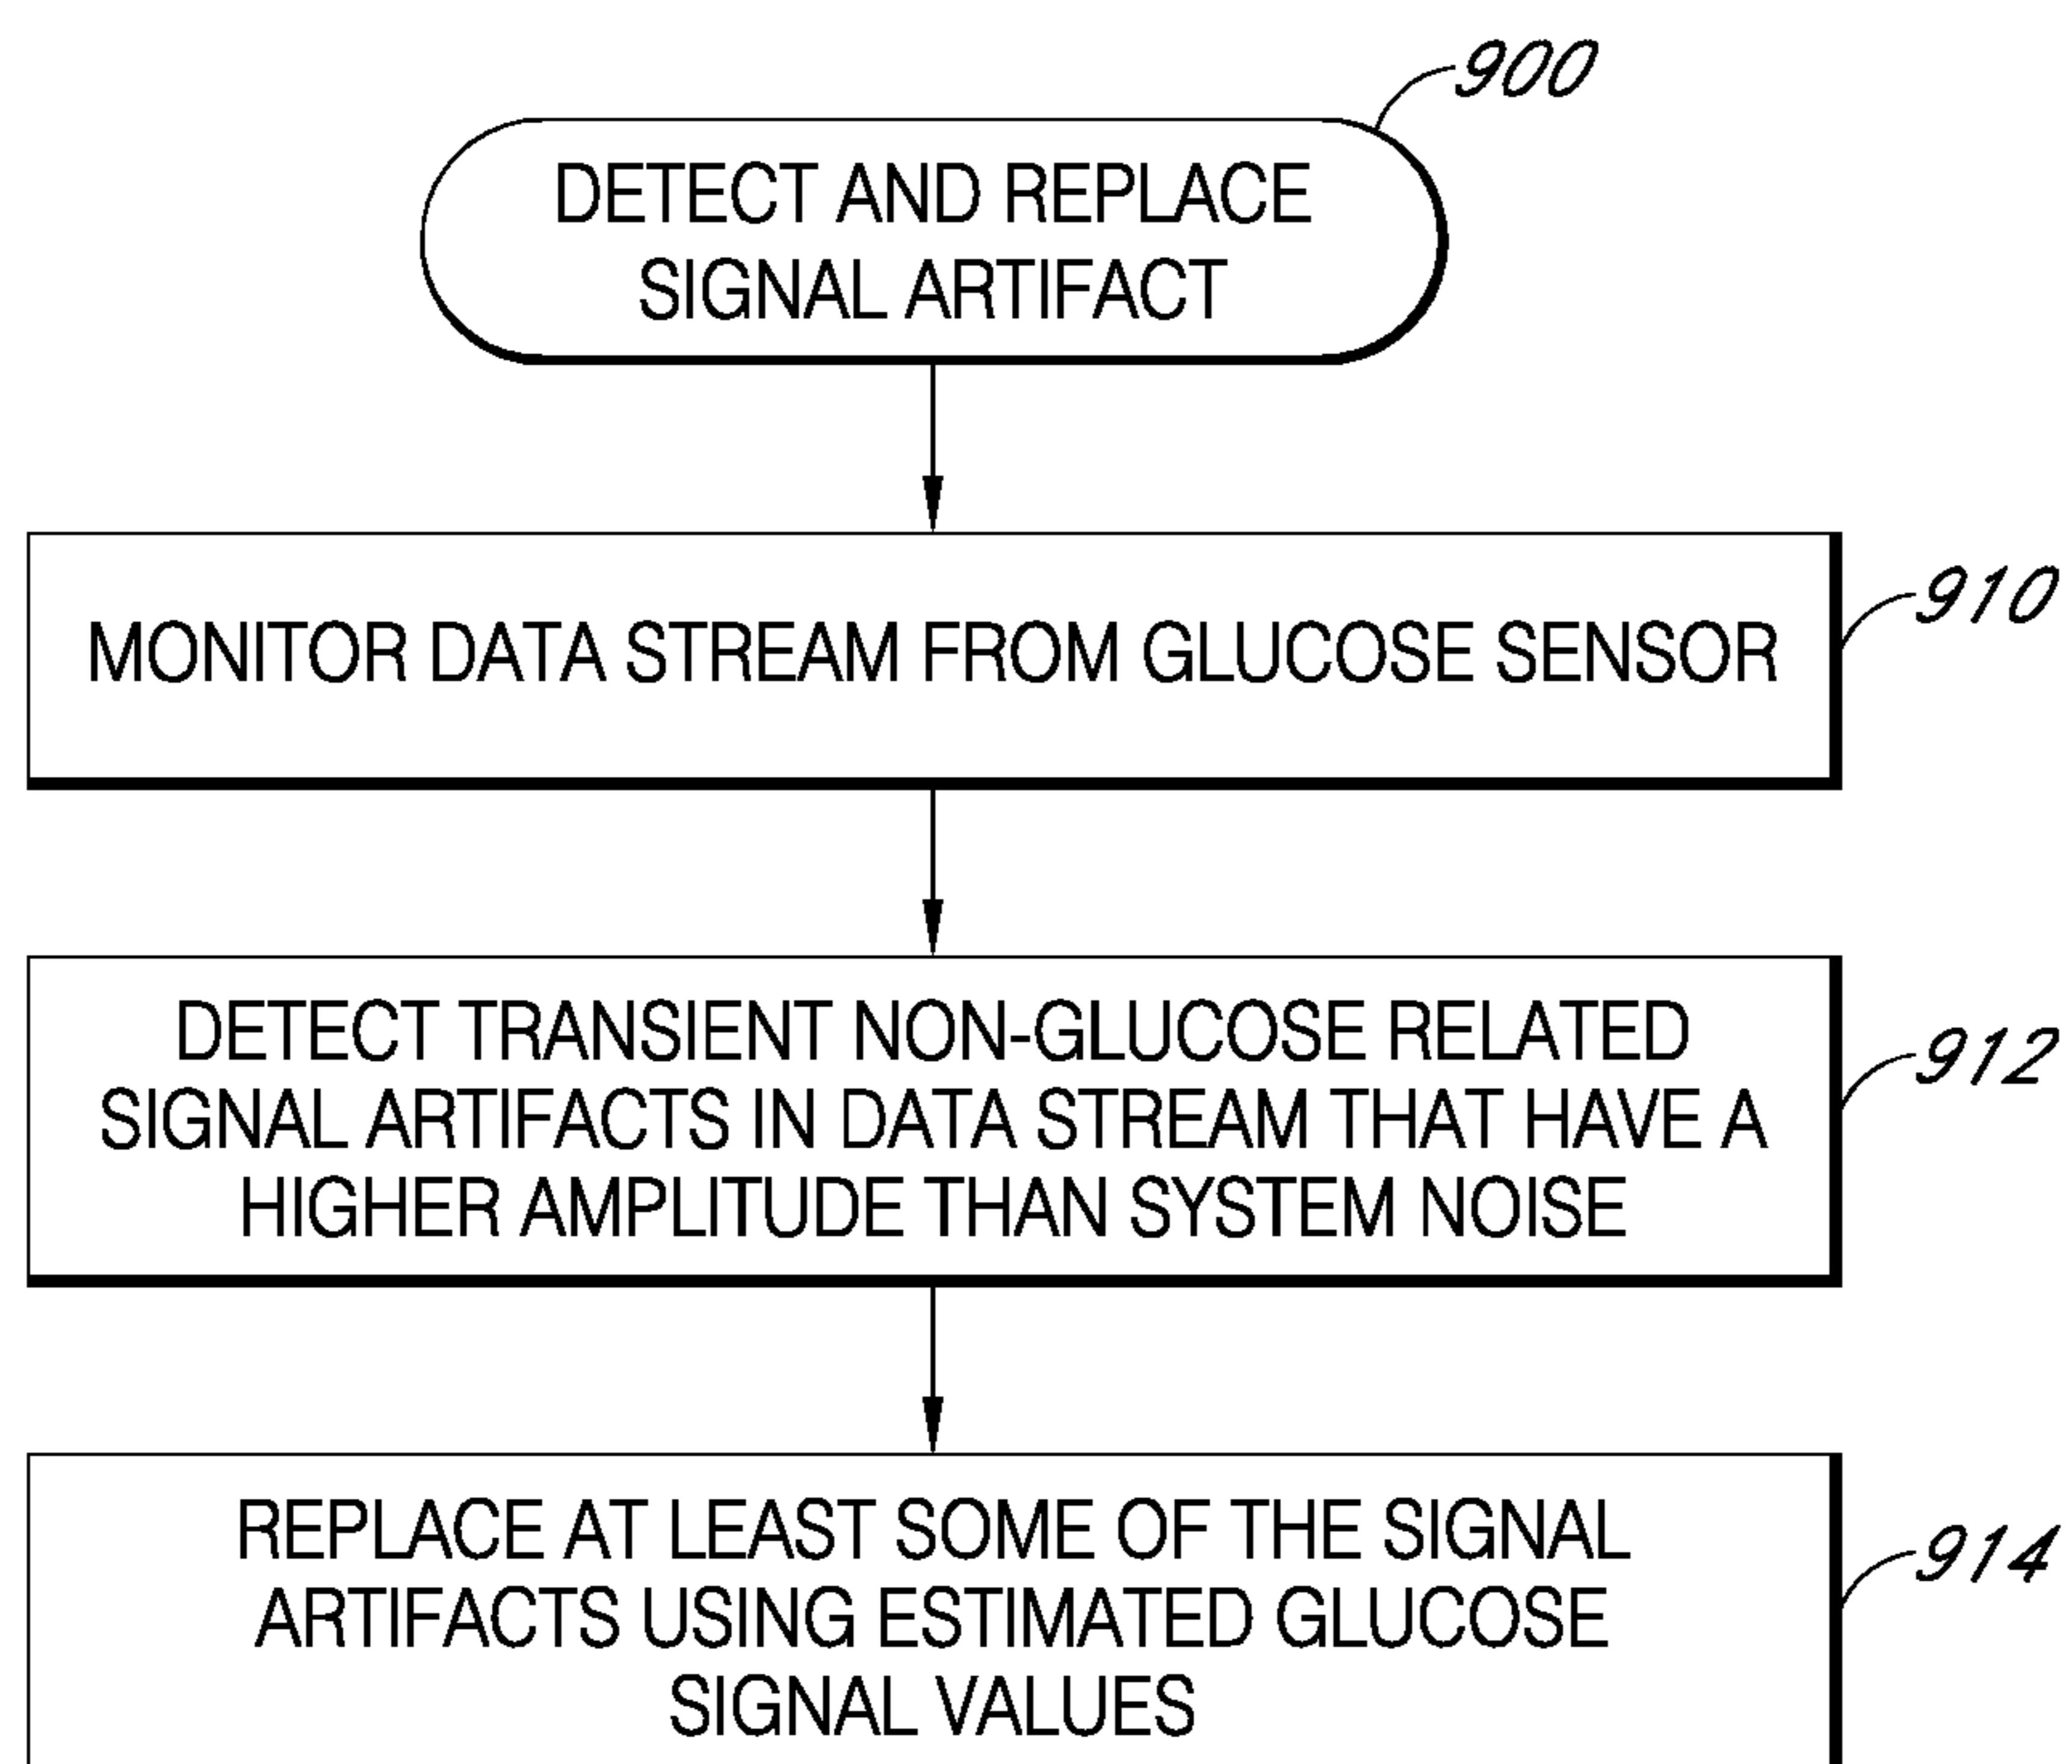 900
DETECT AND REPLACE
SIGNAL ARTIFACT
910
MONITOR DATA STREAM FROM GLUCOSE SENSOR
912
DETECT TRANSIENT NON-GLUCOSE RELATED
SIGNAL ARTIFACTS IN DATA STREAM THAT HAVE A
HIGHER AMPLITUDE THAN SYSTEM NOISE
914
REPLACE AT LEAST SOME OF THE SIGNAL
ARTIFACTS USING ESTIMATED GLUCOSE
SIGNAL VALUES